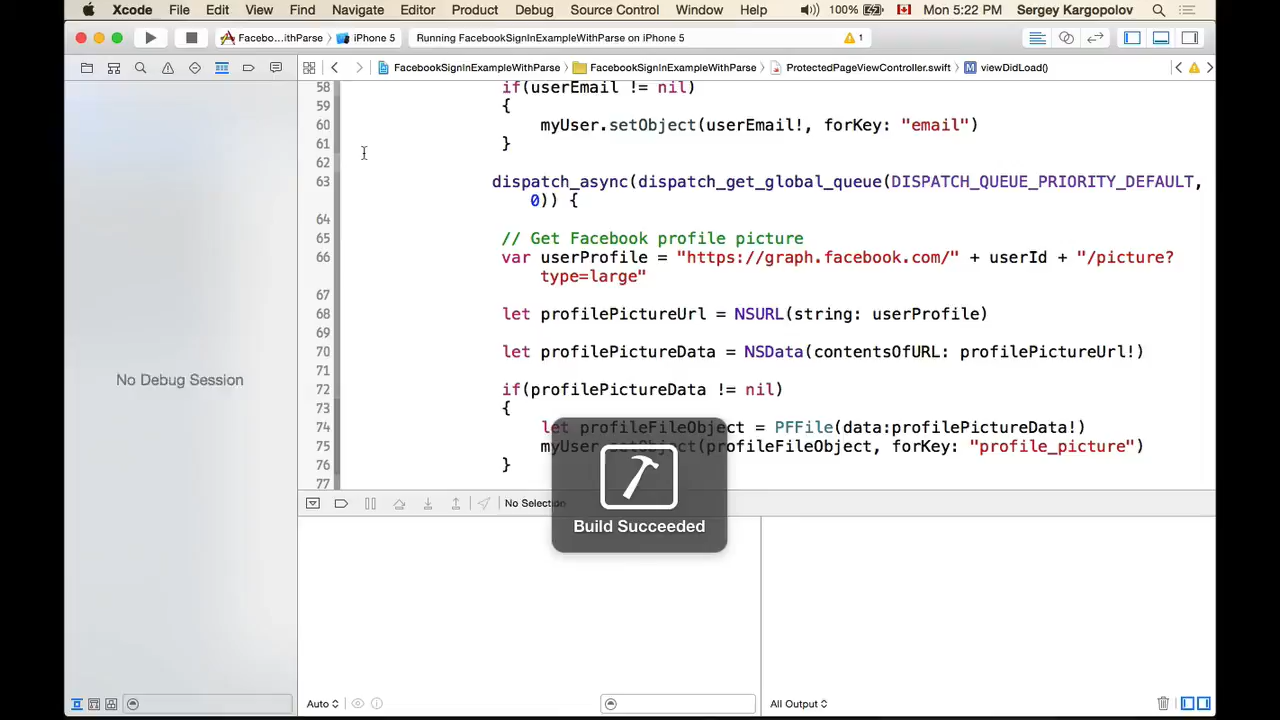 Xcode File Edit View Find Navigate Editor Product Debug Source Control Window Help 100% Mon 5:22 PM Sergey Kargopolov
Facebo...ithParse iPhone 5 Running FacebookSignInExampleWithParse on iPhone 5 1
FacebookSignInExampleWithParse FacebookSignInExampleWithParse ProtectedPageViewController.swift M viewDidLoad()
58 if(userEmail != nil)
59 {
60 myUser.setObject(userEmail!, forKey: "email")
61 }
62
63 dispatch_async(dispatch_get_global_queue(DISPATCH_QUEUE_PRIORITY_DEFAULT,
0)) {
64
65 // Get Facebook profile picture
66 var userProfile = "https://graph.facebook.com/" + userId + "/picture?
type=large"
67
68 let profilePictureUrl = NSURL(string: userProfile)
69
70 let profilePictureData = NSData(contentsOfURL: profilePictureUrl!)
71
72 if(profilePictureData != nil)
73 {
74 let profileFileObject = PFFile(data:profilePictureData!)
75 myUser.setObject(profileFileObject, forKey: "profile_picture")
76 }
77
No Debug Session
No Selection
Build Succeeded
Auto
All Output